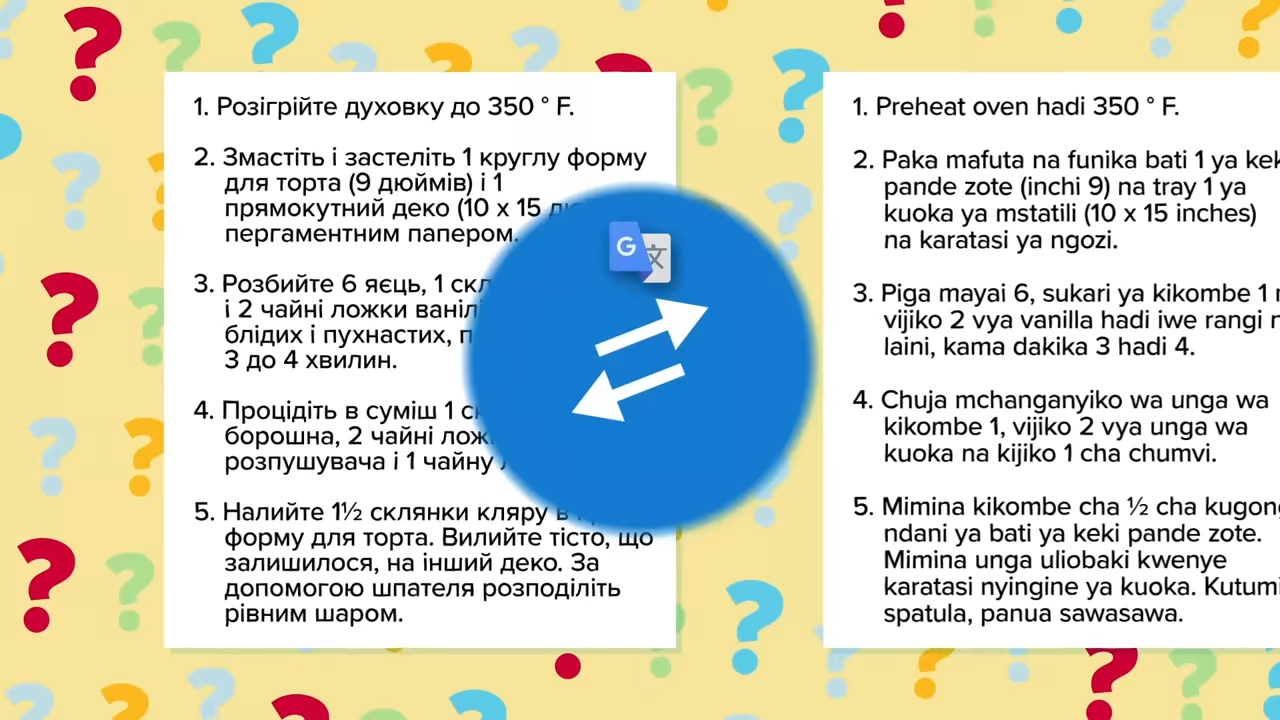 1. Розігрійте духовку до 350 ° F.
2. Змастіть і застеліть 1 круглу форму
для торта (9 дюймів) і 1
прямокутний деко (10 x 15
пергаментним папером.
3. Розбийте 6 яєць, 1
і 2 чайні ложки
блідих і пухнастих,
3 до 4 хвилин.
4. Процідіть в суміш 1
борошна, 2 чайні
розпушувача і 1 чайну
5. Налийте 1½ склянки кляру в
форму для торта. Вилийте тісто, що
залишилося, на інший деко. За
допомогою шпателя розподіліть
рівним шаром.
G 文
1. Preheat oven hadi 350 ° F.
2. Paka mafuta na funika bati 1 ya
pande zote (inchi 9) na tray 1 ya
kuoka ya mstatili (10 x 15 inches)
na karatasi ya ngozi.
3. Piga mayai 6, sukari ya kikombe 1
vijiko 2 vya vanilla hadi iwe rangi
laini, kama dakika 3 hadi 4.
4. Chuja mchanganyiko wa unga wa
kikombe 1, vijiko 2 vya unga wa
kuoka na kijiko 1 cha chumvi.
5. Mimina kikombe cha ½ cha
ndani ya bati ya keki pande zote.
Mimina unga uliobaki kwenye
karatasi nyingine ya kuoka.
spatula, panua sawasawa.